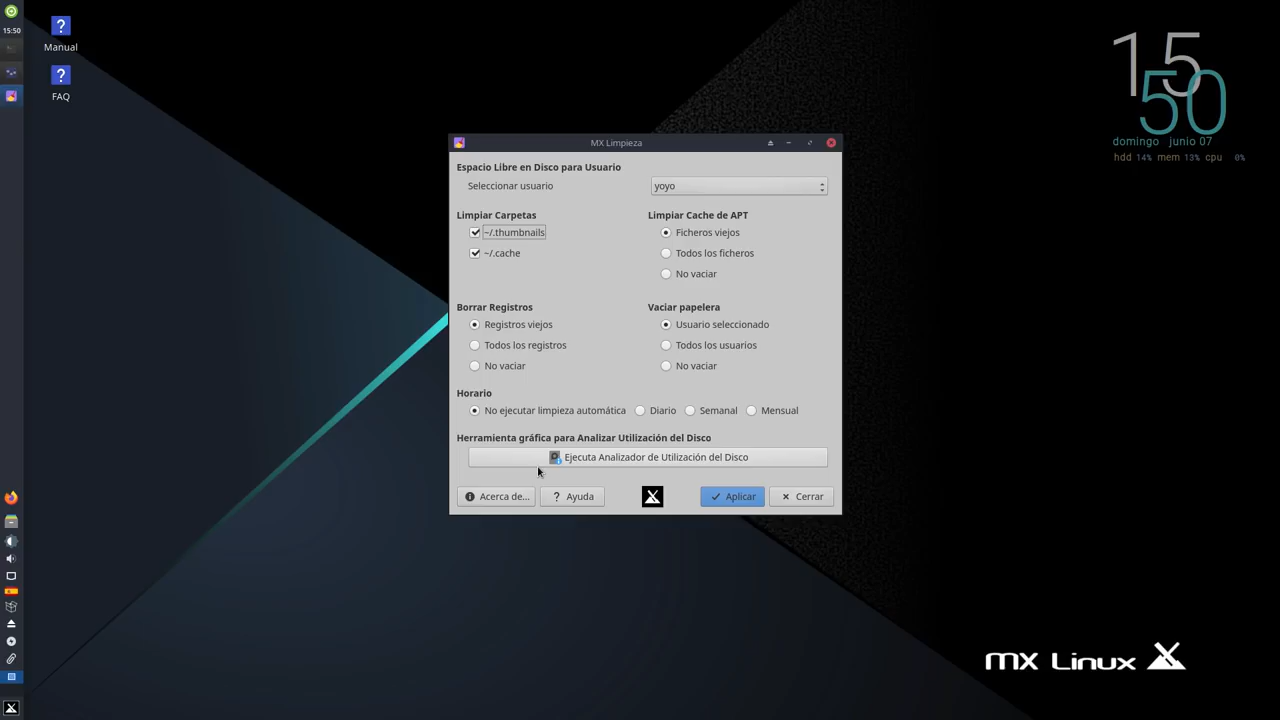 15:50
Manual
FAQ
15
50
domingo junio 07
hdd 14% mem 13% cpu 0%
MX Limpieza
Espacio Libre en Disco para Usuario
Seleccionar usuario
yoyo
Limpiar Carpetas
Limpiar Cache de APT
~/.thumbnails
Ficheros viejos
~/.cache
Todos los ficheros
No vaciar
Borrar Registros
Vaciar papelera
Registros viejos
Usuario seleccionado
Todos los registros
Todos los usuarios
No vaciar
No vaciar
Horario
No ejecutar limpieza automática
Diario
Semanal
Mensual
Herramienta gráfica para Analizar Utilización del Disco
Ejecuta Analizador de Utilización del Disco
Acerca de...
Ayuda
Aplicar
Cerrar
MX Linux